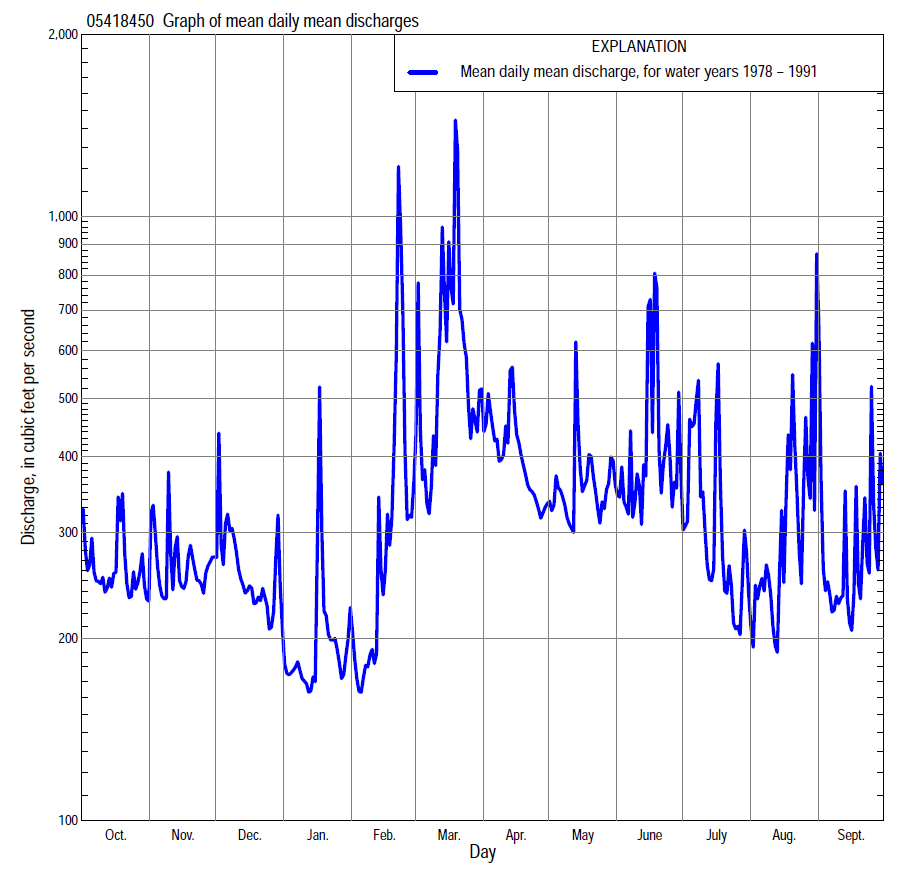 05418450 Graph of mean daily mean discharges
EXPLANATION
Mean daily mean discharge, for water years 1978 – 1991
Discharge, in cubic feet per second
2,000
1,000
900
800
700
600
500
400
300
200
100
Oct. Nov. Dec. Jan. Feb. Mar. Apr. May June July Aug. Sept.
Day